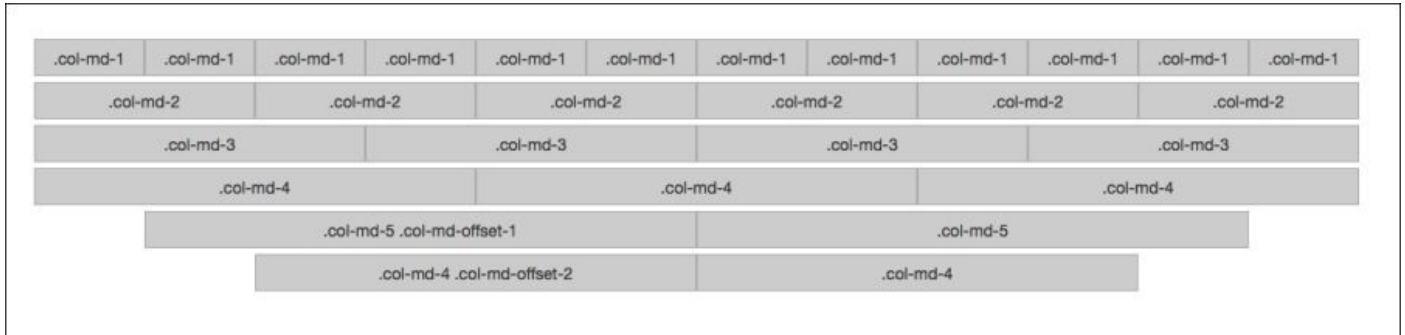 .col-md-1 .col-md-1 .col-md-1 .col-md-1 .col-md-1 .col-md-1 .col-md-1 .col-md-1 .col-md-1 .col-md-1 .col-md-1 .col-md-1
.col-md-2 .col-md-2 .col-md-2 .col-md-2 .col-md-2 .col-md-2
.col-md-3 .col-md-3 .col-md-3 .col-md-3
.col-md-4 .col-md-4 .col-md-4
.col-md-5 .col-md-offset-1 .col-md-5
.col-md-4 .col-md-offset-2 .col-md-4